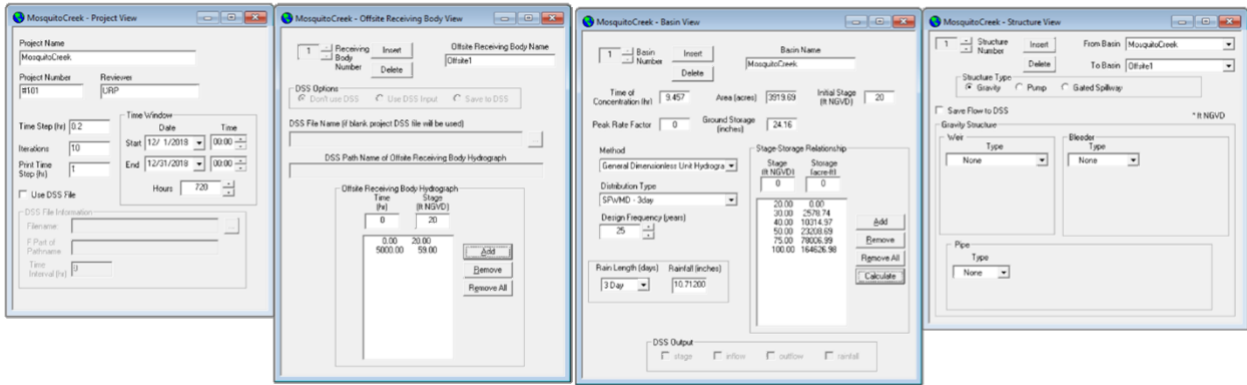 MosquitoCreek - Project View
Project Name
MosquitoCreek
Project Number Reviewer
#101 URP
Time Step (hr) 0.2
Iterations 10
Print Time Step (hr) 1
Time Window
Date Time
Start 12/ 1/2018 00:00
End 12/31/2018 00:00
Hours 720
Use DSS File
DSS File Information
Filename
F Part of Pathname
Time Interval (hr) 0
MosquitoCreek - Offsite Receiving Body View
1 Receiving Body Number
Insert
Delete
Offsite Receiving Body Name
Offsite1
DSS Options
Don't use DSS Use DSS Input Save to DSS
DSS File Name (if blank project DSS file will be used)
DSS Path Name of Offsite Receiving Body Hydrograph
Offsite Receiving Body Hydrograph
Time (hr) Stage (ft NGVD)
0 20
0.00 20.00
5000.00 59.00
Add
Remove
Remove All
MosquitoCreek - Basin View
1 Basin Number
Insert
Delete
Basin Name
MosquitoCreek
Time of Concentration (hr) 9.457
Area (acres) 3919.69
Initial Stage (ft NGVD) 20
Peak Rate Factor 0
Ground Storage (inches) 24.16
Method
General Dimensionless Unit Hydrogra
Distribution Type
SFWMD - 3day
Design Frequency (years)
25
Rain Length (days) Rainfall (inches)
3 Day 10.71200
Stage-Storage Relationship
Stage (ft NGVD) Storage (acre-ft)
0 0
20.00 0.00
30.00 2578.74
40.00 10314.97
50.00 23208.69
75.00 78006.99
100.00 164626.98
Add
Remove
Remove All
Calculate
DSS Output
stage inflow outflow rainfall
MosquitoCreek - Structure View
1 Structure Number
Insert
Delete
From Basin MosquitoCreek
To Basin Offsite1
Structure Type
Gravity Pump Gated Spillway
Save Flow to DSS
* ft NGVD
Gravity Structure
Weir
Type
None
Bleeder
Type
None
Pipe
Type
None